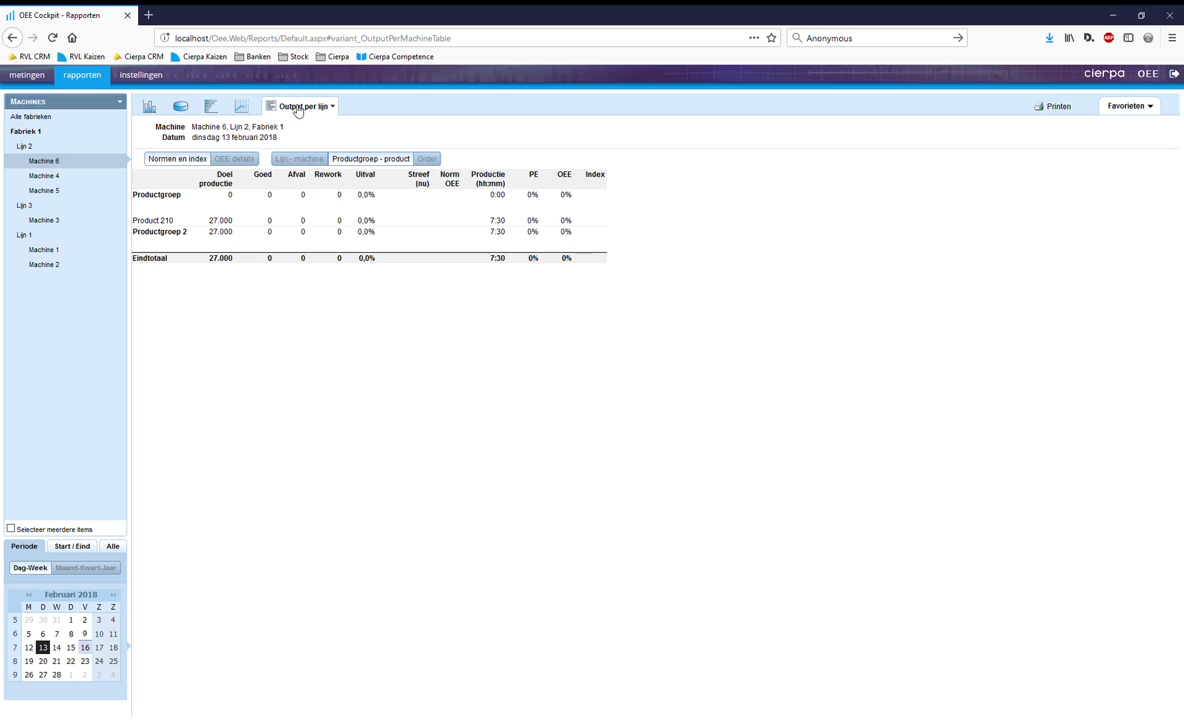 OEE Cockpit - Rapporten
localhost/Oee.Web/Reports/Default.aspx#variant_OutputPerMachineTable
Anonymous
RVL CRM RVL Kaizen Cierpa CRM Cierpa Kaizen Banken Stock Cierpa Cierpa Competence
metingen rapporten instellingen cierpa OEE
MACHINES
Alle fabrieken
Fabriek 1
Lijn 2
Machine 6
Machine 4
Machine 5
Lijn 3
Machine 3
Lijn 1
Machine 1
Machine 2
Selecteer meerdere items
Periode Start / Eind Alle
Dag-Week Maand-Kwart-Jaar
‹‹ Februari 2018 ››
M D W D V Z Z
5 29 30 31 1 2 3 4
6 5 6 7 8 9 10 11
7 12 13 14 15 16 17 18
8 19 20 21 22 23 24 25
9 26 27 28 1 2 3 4
Output per lijn
Printen
Favorieten
Machine Machine 6, Lijn 2, Fabriek 1
Datum dinsdag 13 februari 2018
Normen en index OEE details Lijn - machine Productgroep - product Order
Doel productie Goed Afval Rework Uitval Streef (nu) Norm OEE Productie (hh:mm) PE OEE Index
Productgroep 0 0 0 0 0,0% 0:00 0% 0%
Product 210 27.000 0 0 0 0,0% 7:30 0% 0%
Productgroep 2 27.000 0 0 0 0,0% 7:30 0% 0%
Eindtotaal 27.000 0 0 0 0,0% 7:30 0% 0%